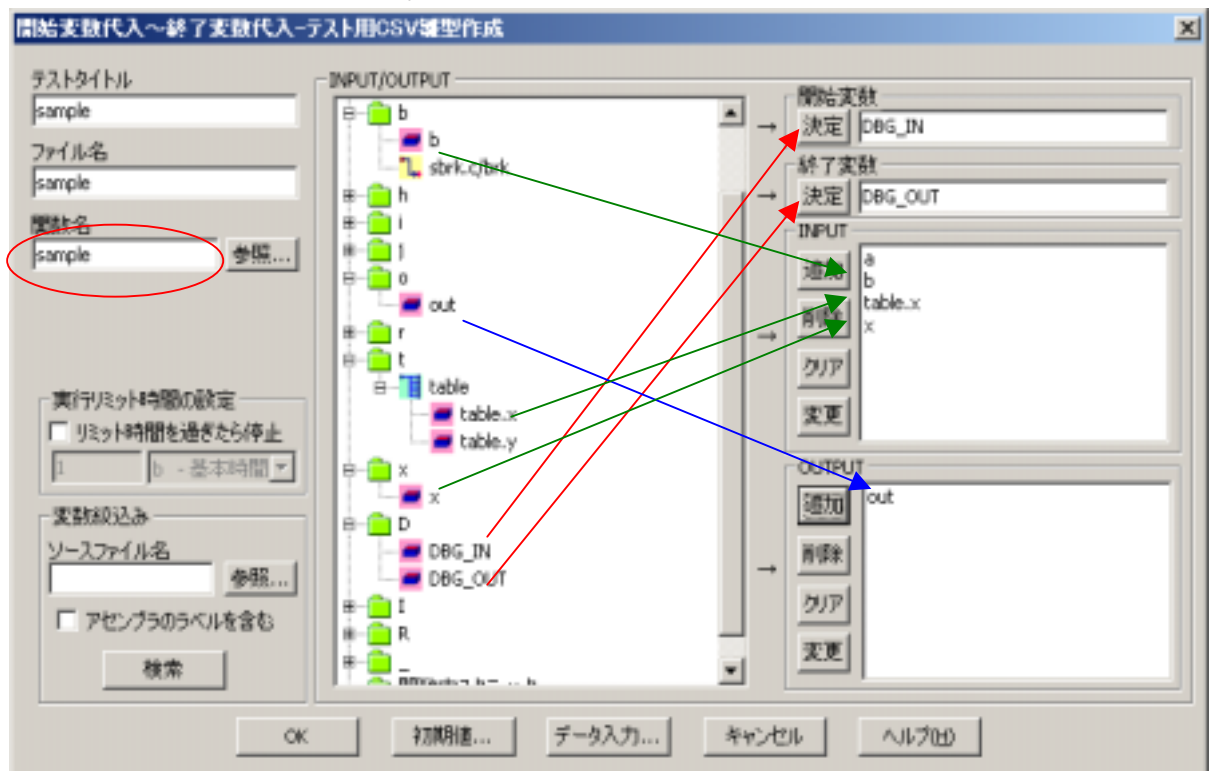 開始変数代入～終了変数代入-テスト用CSV雛型作成
テストタイトル
sample
ファイル名
sample
関数名
sample
参照...
実行リミット時間の設定
リミット時間を過ぎたら停止
1
b - 基本時間
変数絞込み
ソースファイル名
参照...
アセンブラのラベルを含む
検索
INPUT/OUTPUT
b
b
sbrk.c/brk
h
i
j
o
out
r
t
table
table.x
table.y
x
x
D
DBG_IN
DBG_OUT
I
R
_
開始変数
→
決定
DBG_IN
終了変数
→
決定
DBG_OUT
INPUT
→
追加
削除
クリア
変更
a
b
table.x
x
OUTPUT
→
追加
削除
クリア
変更
out
OK
初期値...
データ入力...
キャンセル
ヘルプ(H)